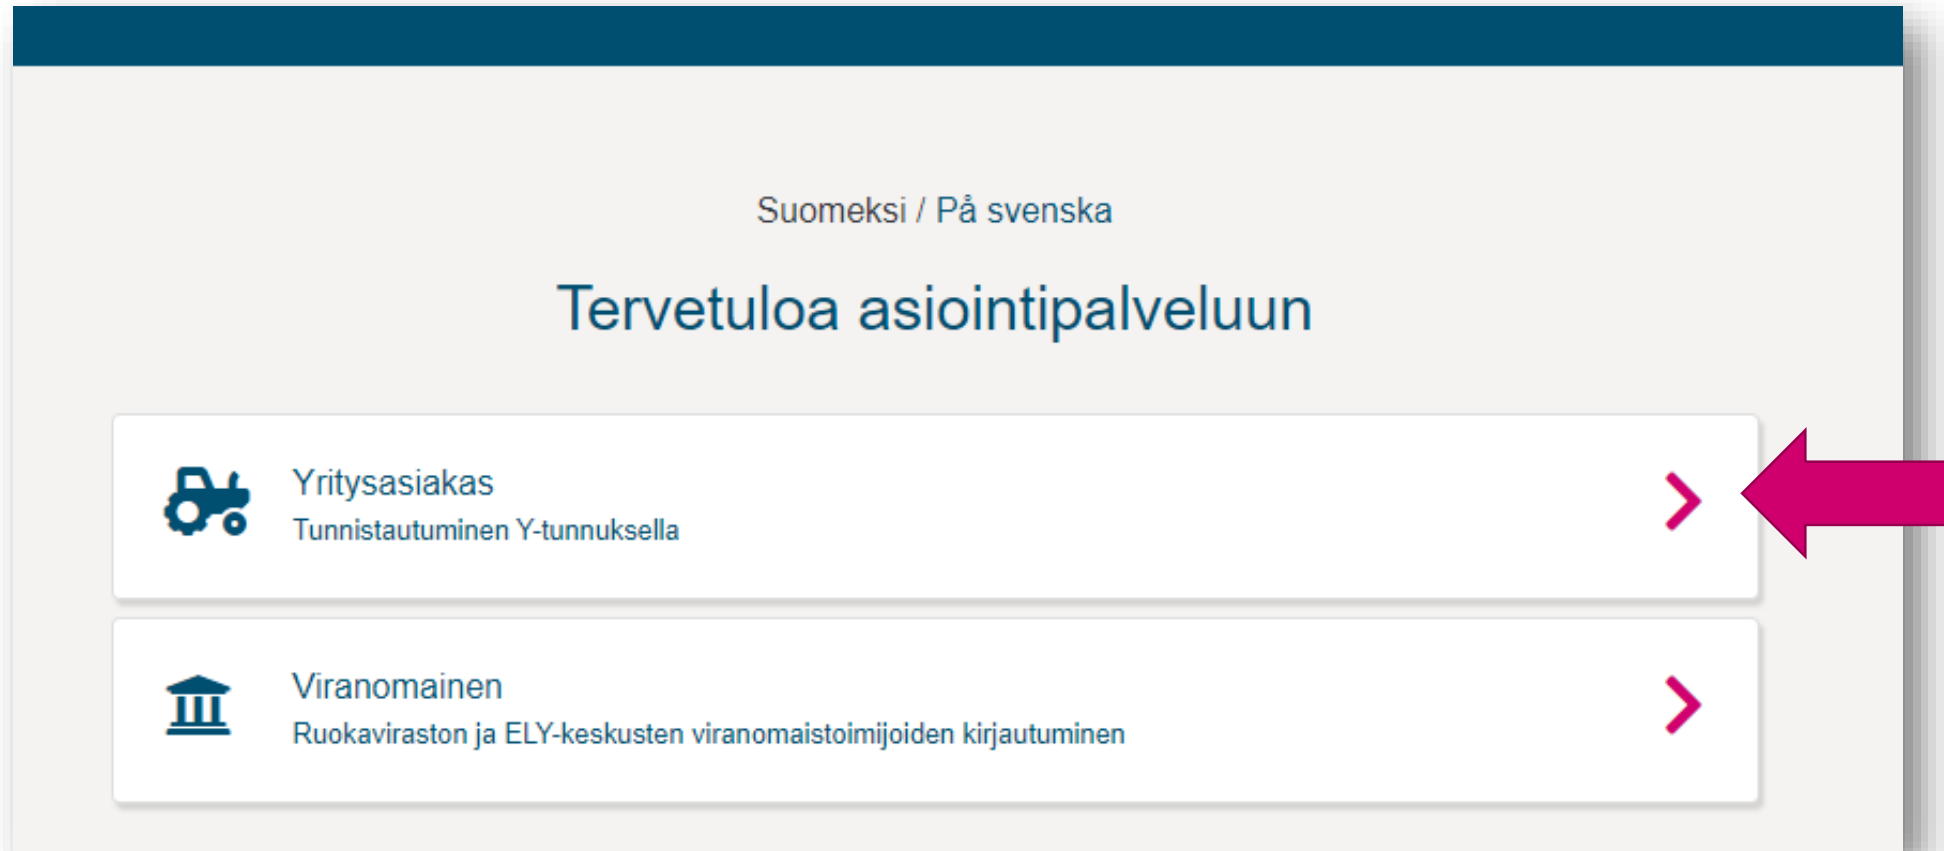 Suomeksi / På svenska
Tervetuloa asiointipalveluun
Yritysasiakas
Tunnistautuminen Y-tunnuksella
Viranomainen
Ruokaviraston ja ELY-keskusten viranomaistoimijoiden kirjautuminen